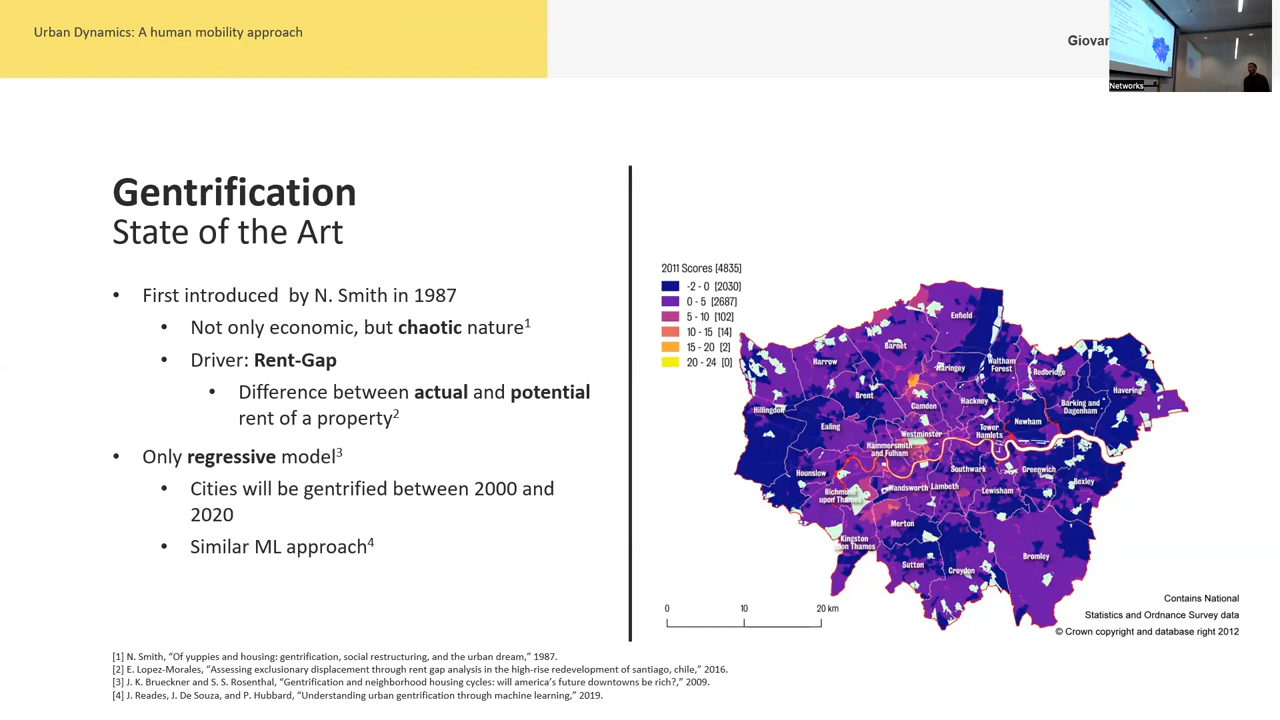 Urban Dynamics: A human mobility approach
Giovar
Networks
Gentrification
State of the Art
• First introduced by N. Smith in 1987
• Not only economic, but chaotic nature1
• Driver: Rent-Gap
• Difference between actual and potential
rent of a property2
• Only regressive model3
• Cities will be gentrified between 2000 and
2020
• Similar ML approach4
2011 Scores [4835]
-2 - 0 [2030]
0 - 5 [2687]
5 - 10 [102]
10 - 15 [14]
15 - 20 [2]
20 - 24 [0]
Enfield
Barnet
Harrow
Haringey
Waltham
Forest
Redbridge
Havering
Brent
Hackney
Barking and
Dagenham
Hillingdon
Camden
Newham
Ealing
Westminster
Tower
Hamlets
Hammersmith
and Fulham
Hounslow
Southwark
Greenwich
Bexley
Richmond
upon Thames
Wandsworth
Lambeth
Lewisham
Merton
Kingston
upon Thames
Bromley
Sutton
Croydon
0 10 20 km
Contains National
Statistics and Ordnance Survey data
© Crown copyright and database right 2012
[1] N. Smith, “Of yuppies and housing: gentrification, social restructuring, and the urban dream,” 1987.
[2] E. Lopez-Morales, “Assessing exclusionary displacement through rent gap analysis in the high-rise redevelopment of santiago, chile,” 2016.
[3] J. K. Brueckner and S. S. Rosenthal, “Gentrification and neighborhood housing cycles: will america’s future downtowns be rich?,” 2009.
[4] J. Reades, J. De Souza, and P. Hubbard, “Understanding urban gentrification through machine learning,” 2019.